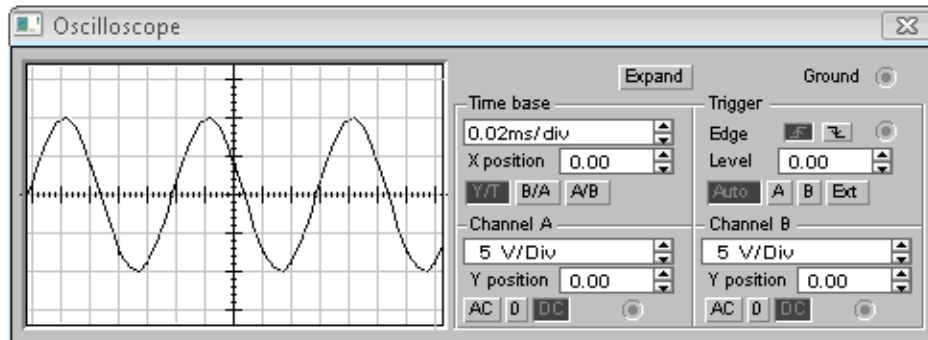 Oscilloscope
Expand
Ground
Time base
0.02ms/div
X position 0.00
Y/T B/A A/B
Trigger
Edge
Level 0.00
Auto A B Ext
Channel A
5 V/Div
Y position 0.00
AC 0 DC
Channel B
5 V/Div
Y position 0.00
AC 0 DC